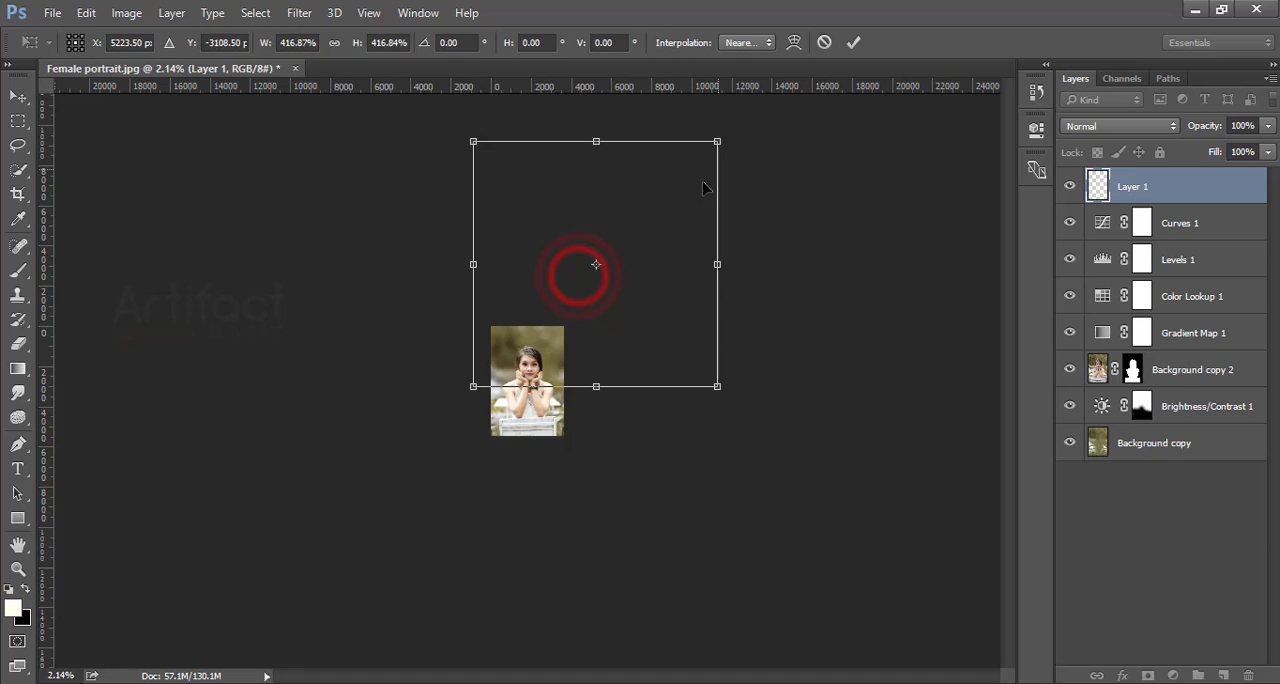 Ps File Edit Image Layer Type Select Filter 3D View Window Help
X: 5223.50 px Y: -3108.50 p W: 416.87% H: 416.84% 0.00 ° H: 0.00 ° V: 0.00 ° Interpolation: Neare... Essentials
Female portrait.jpg @ 2.14% (Layer 1, RGB/8#) * ×
20000 18000 16000 14000 12000 10000 8000 6000 4000 2000 0 2000 4000 6000 8000 10000 12000 14000 16000 18000 20000 22000 24000
Layers Channels Paths
Kind
Normal Opacity: 100%
Lock: Fill: 100%
Layer 1
Curves 1
Levels 1
Color Lookup 1
Gradient Map 1
Background copy 2
Brightness/Contrast 1
Background copy
Artifact
2.14% Doc: 57.1M/130.1M